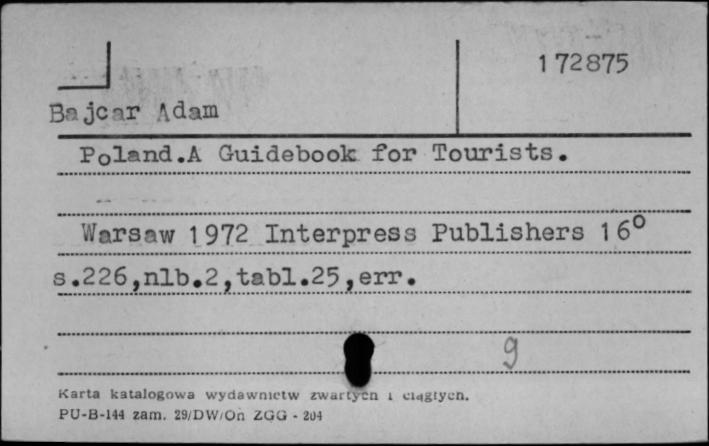 172875
Bajcar Adam
Poland.A Guidebook for Tourists.
Warsaw 1972 Interpress Publishers 16°
s.226,nlb.2,tabl.25,err.
9
Karta katalogowa wydawnictw zwartych i ciągłych.
PU-B-144 zam. 29/DW/On ZGG - 204